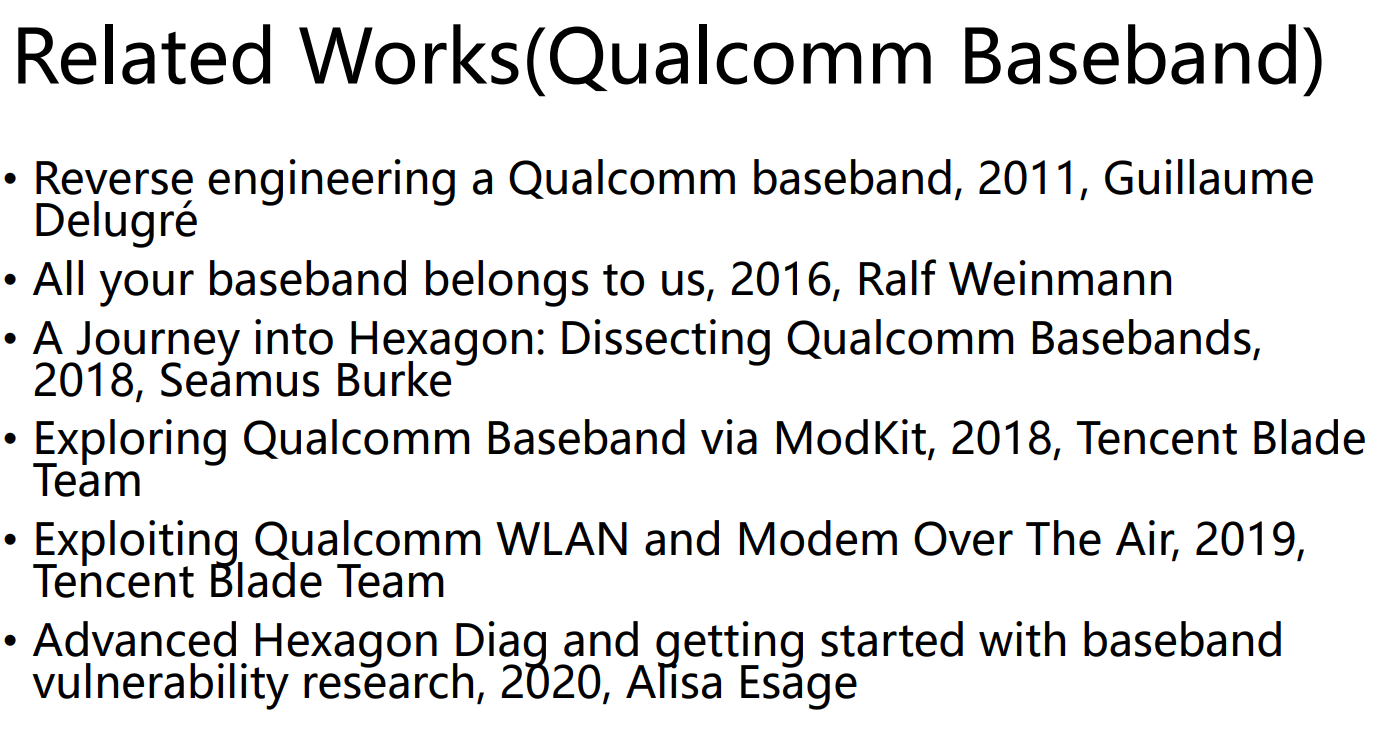 Related Works(Qualcomm Baseband)
• Reverse engineering a Qualcomm baseband, 2011, Guillaume
Delugré
• All your baseband belongs to us, 2016, Ralf Weinmann
• A Journey into Hexagon: Dissecting Qualcomm Basebands,
2018, Seamus Burke
• Exploring Qualcomm Baseband via ModKit, 2018, Tencent Blade
Team
• Exploiting Qualcomm WLAN and Modem Over The Air, 2019,
Tencent Blade Team
• Advanced Hexagon Diag and getting started with baseband
vulnerability research, 2020, Alisa Esage